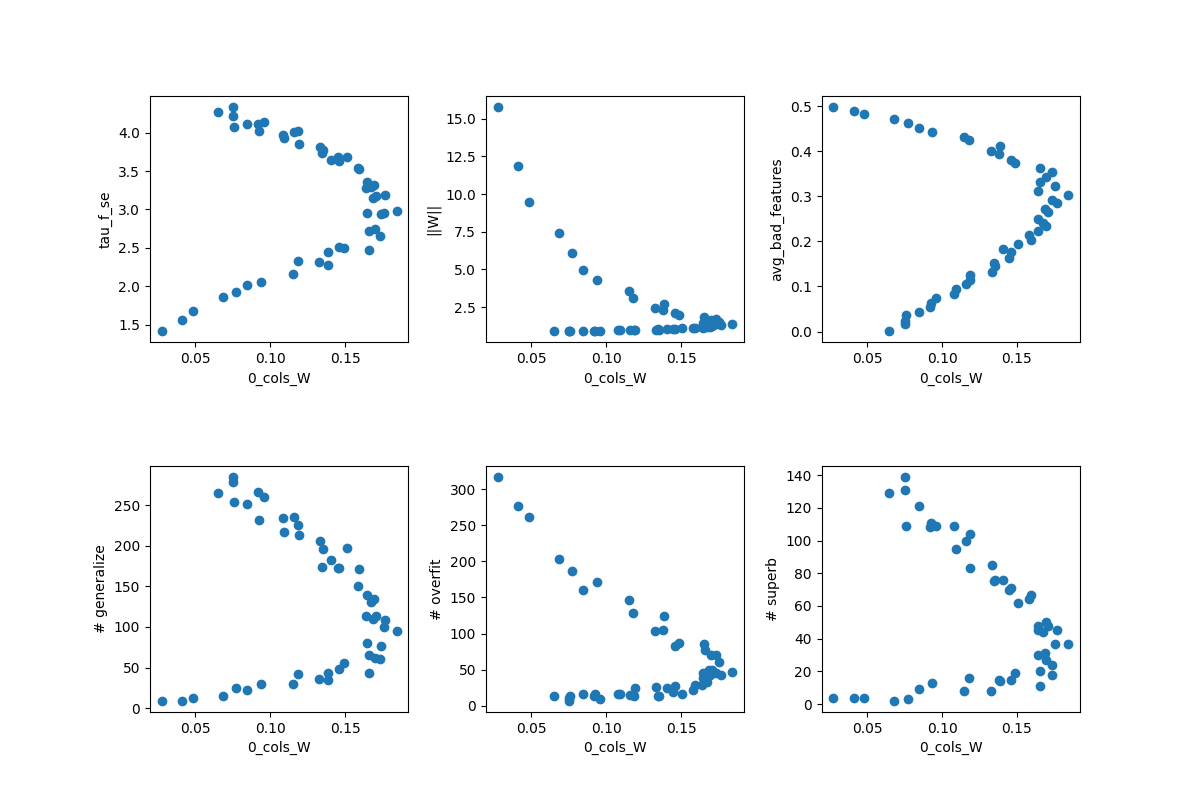 tau_f_se
4.0
3.5
3.0
2.5
2.0
1.5
0.05 0.10 0.15
0_cols_W
||W||
15.0
12.5
10.0
7.5
5.0
2.5
0.05 0.10 0.15
0_cols_W
avg_bad_features
0.5
0.4
0.3
0.2
0.1
0.0
0.05 0.10 0.15
0_cols_W
# generalize
250
200
150
100
50
0
0.05 0.10 0.15
0_cols_W
# overfit
300
250
200
150
100
50
0
0.05 0.10 0.15
0_cols_W
# superb
140
120
100
80
60
40
20
0
0.05 0.10 0.15
0_cols_W